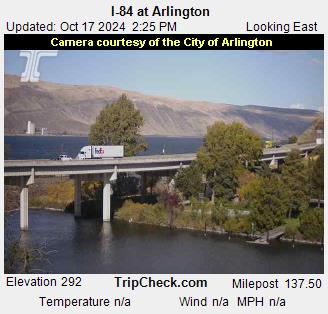 I-84 at Arlington
Updated: Oct 17 2024 2:25 PM Looking East
Camera courtesy of the City of Arlington
FedEx
Elevation 292 TripCheck.com Milepost 137.50
Temperature n/a Wind n/a MPH n/a